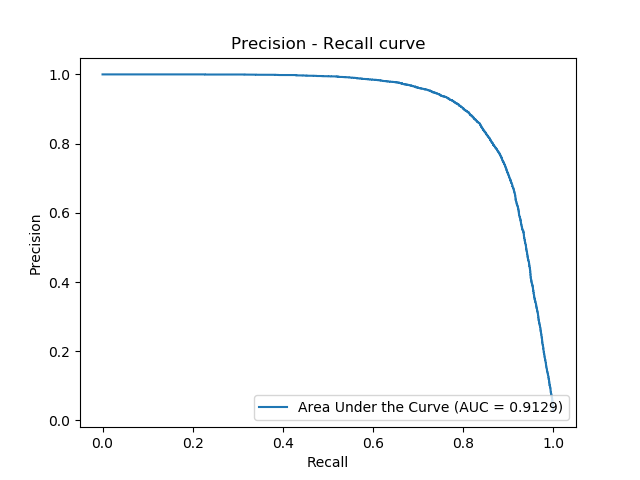 Precision - Recall curve
1.0
0.8
0.6
0.4
0.2
0.0
Precision
Area Under the Curve (AUC = 0.9129)
0.0 0.2 0.4 0.6 0.8 1.0
Recall